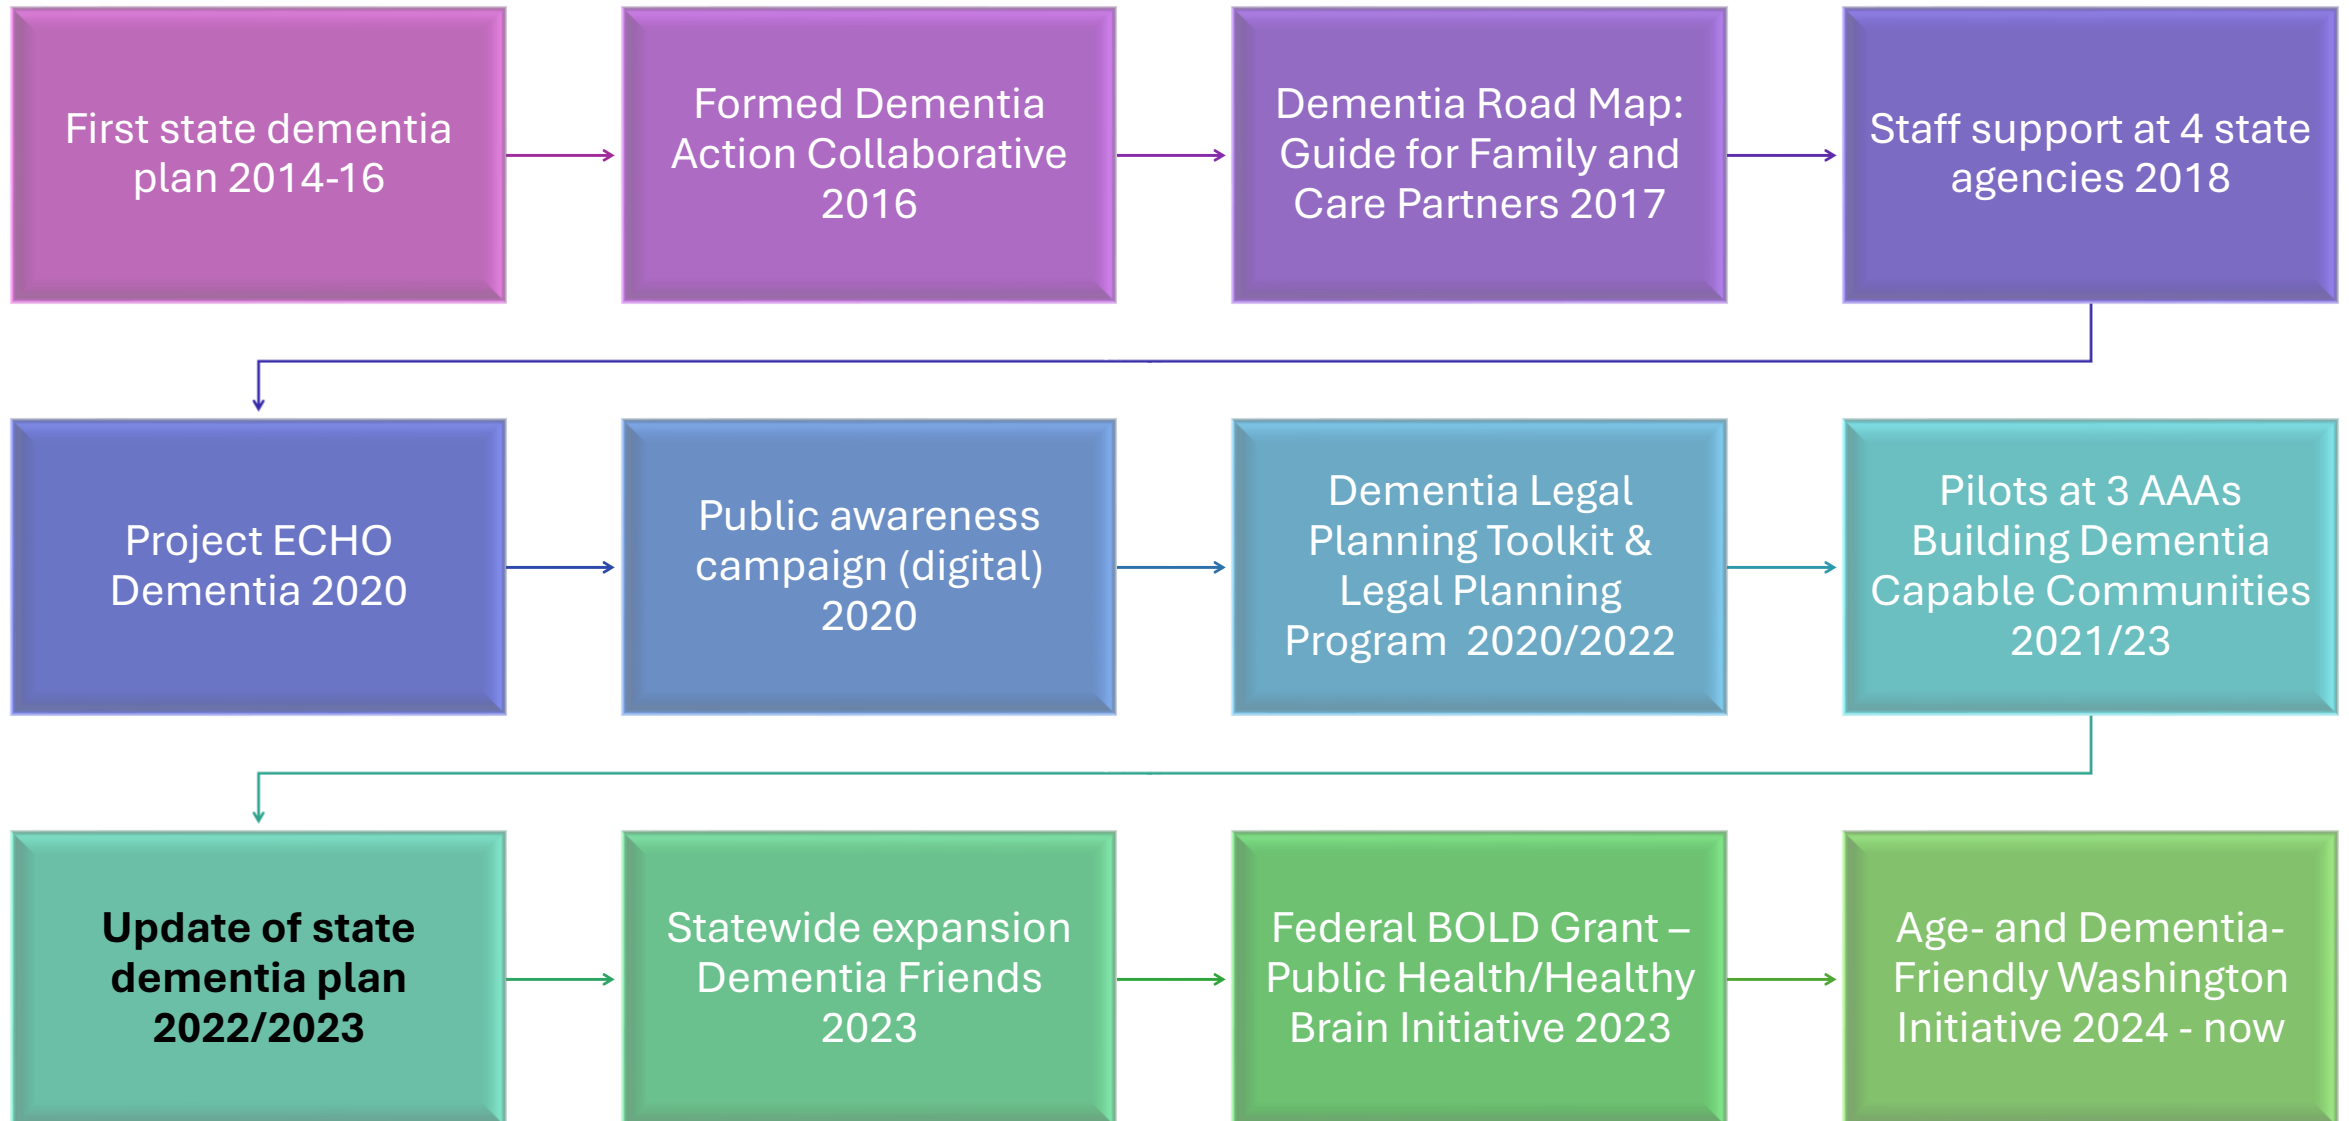 First state dementia
plan 2014-16
Formed Dementia
Action Collaborative
2016
Dementia Road Map:
Guide for Family and
Care Partners 2017
Staff support at 4 state
agencies 2018
Project ECHO
Dementia 2020
Public awareness
campaign (digital)
2020
Dementia Legal
Planning Toolkit &
Legal Planning
Program  2020/2022
Pilots at 3 AAAs
Building Dementia
Capable Communities
2021/23
Update of state
dementia plan
2022/2023
Statewide expansion
Dementia Friends
2023
Federal BOLD Grant –
Public Health/Healthy
Brain Initiative 2023
Age- and Dementia-
Friendly Washington
Initiative 2024 - now